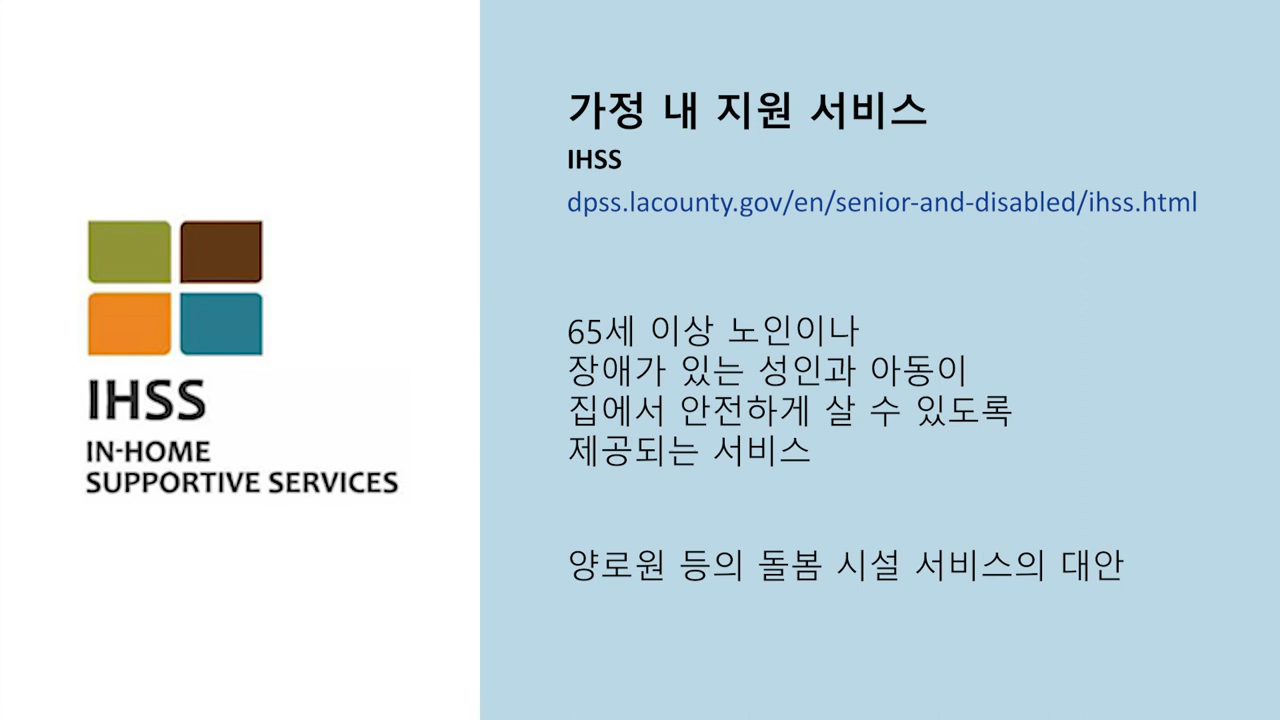 IHSS
IN-HOME
SUPPORTIVE SERVICES
가정 내 지원 서비스
IHSS
dpss.lacounty.gov/en/senior-and-disabled/ihss.html
65세 이상 노인이나
장애가 있는 성인과 아동이
집에서 안전하게 살 수 있도록
제공되는 서비스
양로원 등의 돌봄 시설 서비스의 대안